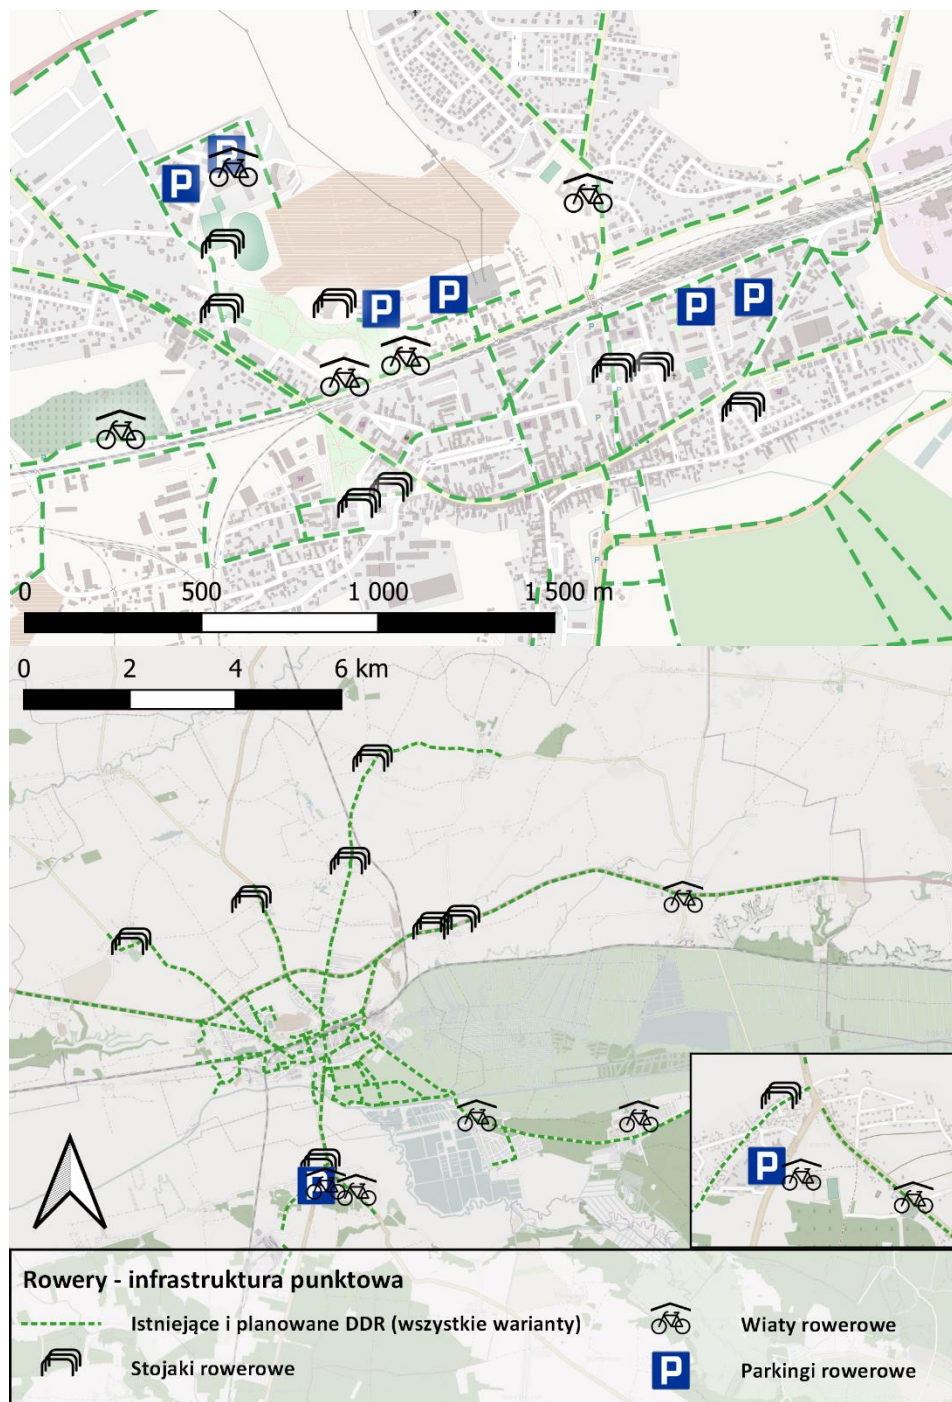 P
P
P
P
P
P
0 500 1 000 1 500 m
0 2 4 6 km
P
P
Rowery - infrastruktura punktowa
Istniejące i planowane DDR (wszystkie warianty)
Wiaty rowerowe
Stojaki rowerowe
P
Parkingi rowerowe